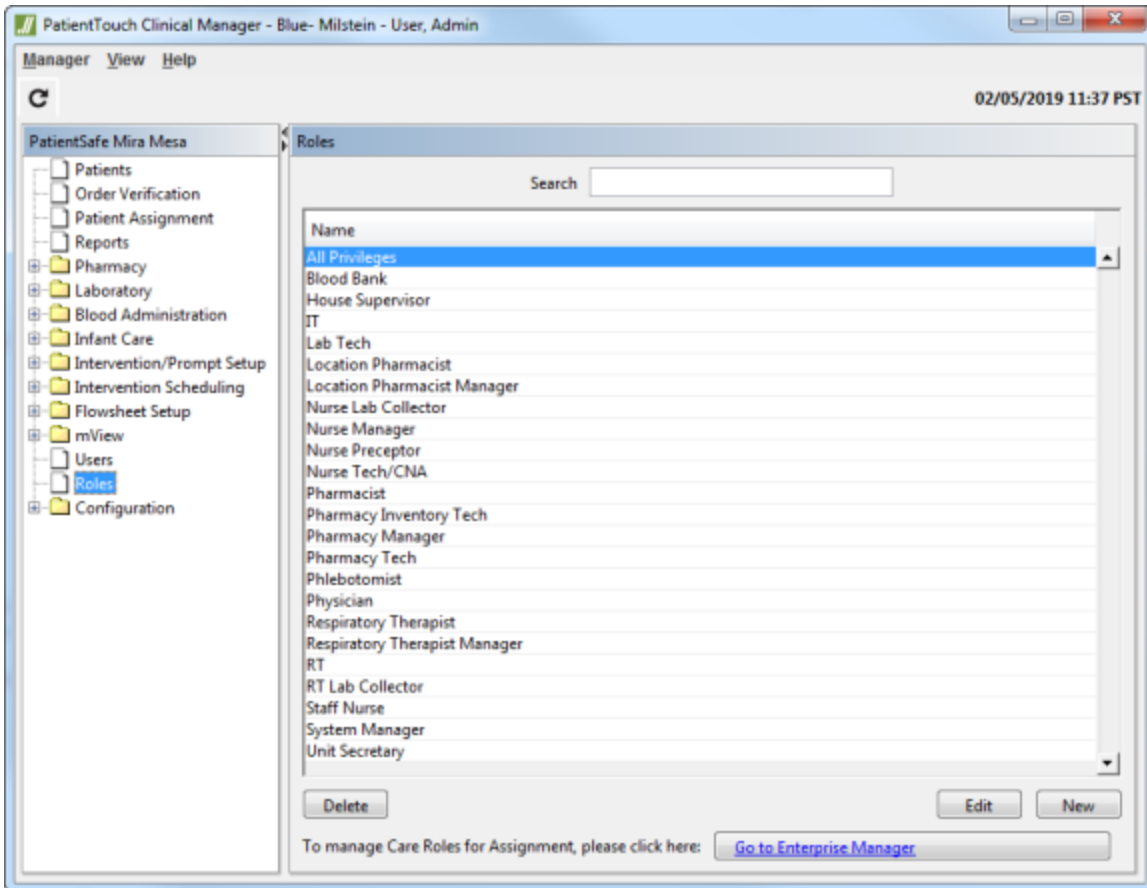 PatientTouch Clinical Manager - Blue- Milstein - User, Admin
Manager View Help
02/05/2019 11:37 PST
PatientSafe Mira Mesa
Patients
Order Verification
Patient Assignment
Reports
Pharmacy
Laboratory
Blood Administration
Infant Care
Intervention/Prompt Setup
Intervention Scheduling
Flowsheet Setup
mView
Users
Roles
Configuration
Roles
Search
Name
All Privileges
Blood Bank
House Supervisor
IT
Lab Tech
Location Pharmacist
Location Pharmacist Manager
Nurse Lab Collector
Nurse Manager
Nurse Preceptor
Nurse Tech/CNA
Pharmacist
Pharmacy Inventory Tech
Pharmacy Manager
Pharmacy Tech
Phlebotomist
Physician
Respiratory Therapist
Respiratory Therapist Manager
RT
RT Lab Collector
Staff Nurse
System Manager
Unit Secretary
Delete Edit New
To manage Care Roles for Assignment, please click here: Go to Enterprise Manager